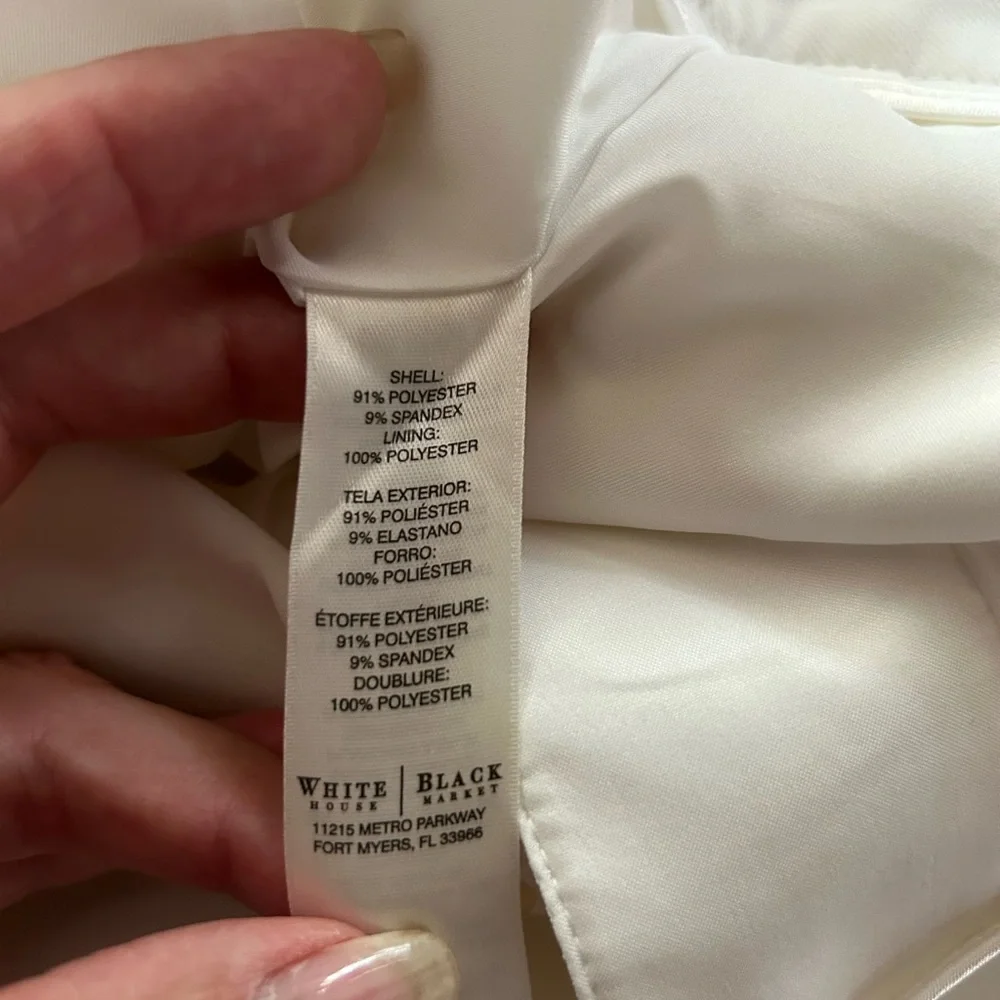 SHELL:
91% POLYESTER
9% SPANDEX
LINING:
100% POLYESTER
TELA EXTERIOR:
91% POLIÉSTER
9% ELASTANO
FORRO:
100% POLIÉSTER
ÉTOFFE EXTÉRIEURE:
91% POLYESTER
9% SPANDEX
DOUBLURE:
100% POLYESTER
WHITE | BLACK
HOUSE MARKET
11215 METRO PARKWAY
FORT MYERS, FL 33966